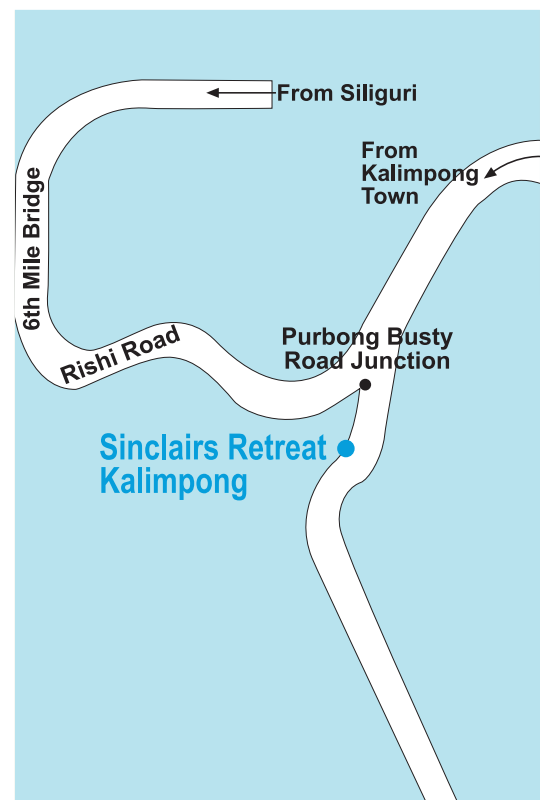 From Siliguri
From
Kalimpong
Town
6th Mile Bridge
Rishi Road
Purbong Busty
Road Junction
Sinclairs Retreat
Kalimpong